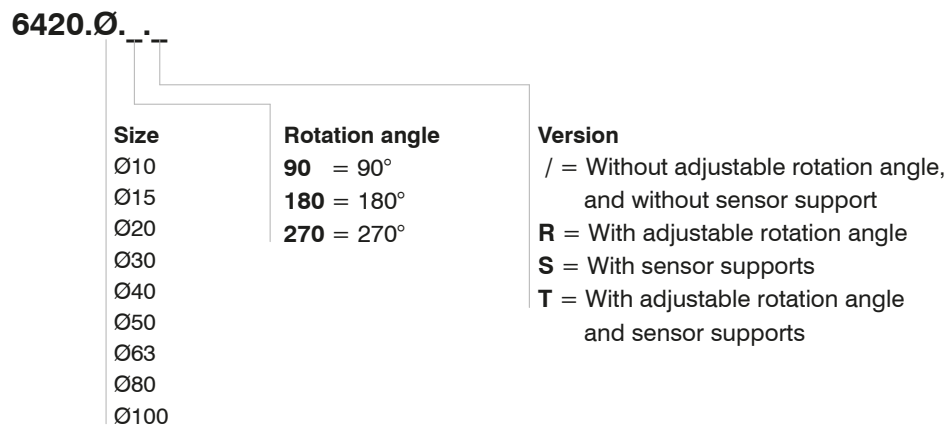 6420.Ø._._
Size
Ø10
Ø15
Ø20
Ø30
Ø40
Ø50
Ø63
Ø80
Ø100
Rotation angle
90 = 90°
180 = 180°
270 = 270°
Version
/ = Without adjustable rotation angle,
and without sensor support
R = With adjustable rotation angle
S = With sensor supports
T = With adjustable rotation angle
and sensor supports